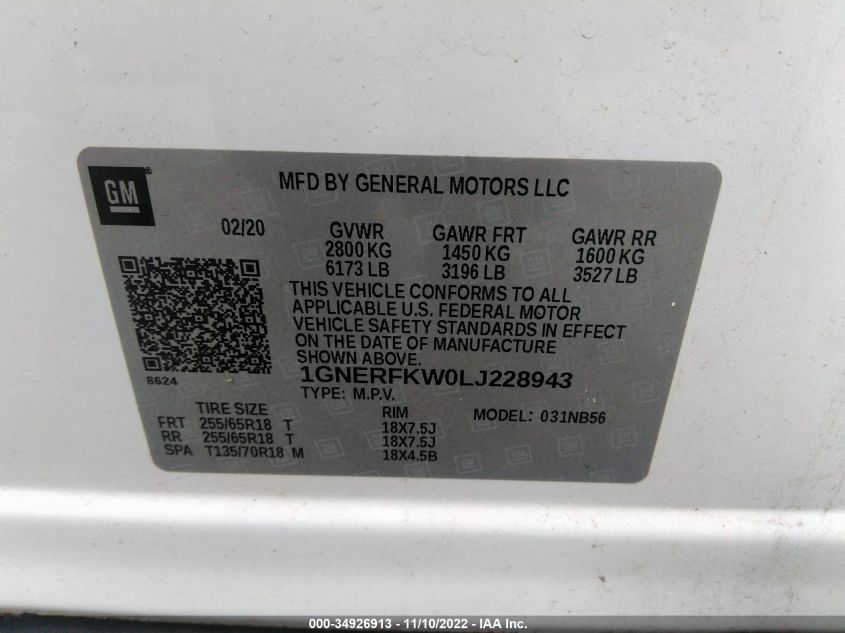 GM
MFD BY GENERAL MOTORS LLC
02/20
GVWR
2800 KG
6173 LB
GAWR FRT
1450 KG
3196 LB
GAWR RR
1600 KG
3527 LB
THIS VEHICLE CONFORMS TO ALL
APPLICABLE U.S. FEDERAL MOTOR
VEHICLE SAFETY STANDARDS IN EFFECT
ON THE DATE OF MANUFACTURE
SHOWN ABOVE.
8624
1GNERFKW0LJ228943
TYPE: M.P.V.
TIRE SIZE RIM MODEL: 031NB56
FRT 255/65R18 T 18X7.5J
RR 255/65R18 T 18X7.5J
SPA T135/70R18 M 18X4.5B
000-34926913 - 11/10/2022 - IAA Inc.